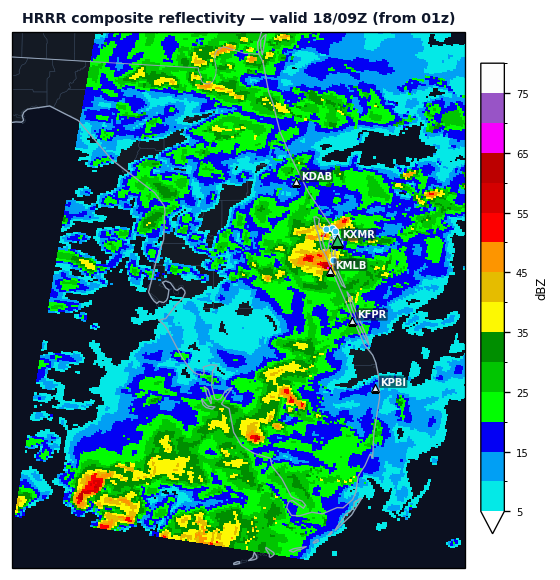 HRRR composite reflectivity — valid 18/09Z (from 01z)
KDAB
KXMR
KMLB
KFPR
KPBI
75
65
55
45
35
25
15
5
dBZ